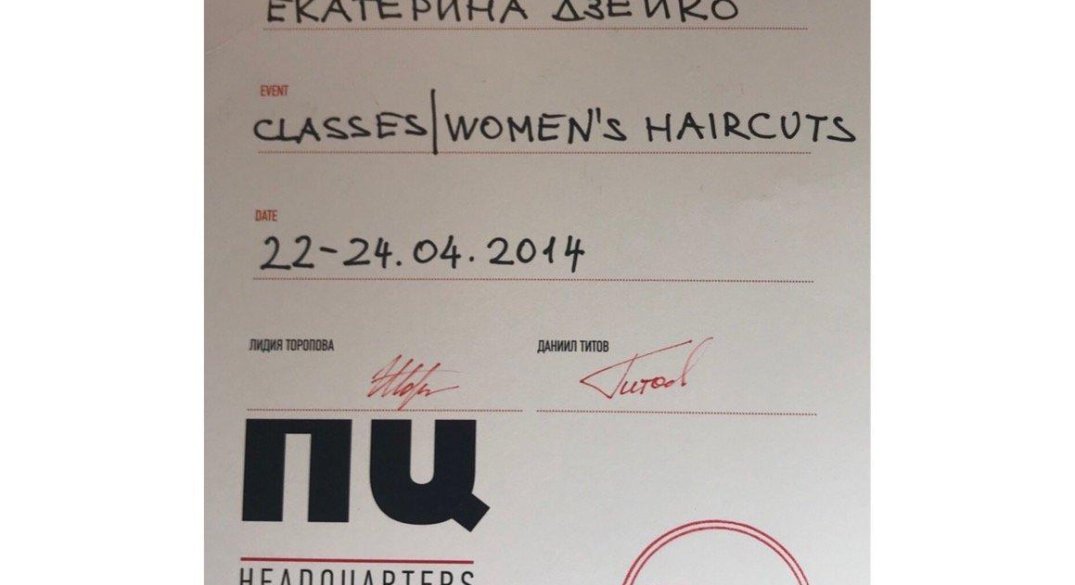 ЕКАТЕРИНА ДЗЕЙКО
EVENT
CLASSES|WOMEN'S HAIRCUTS
DATE
22-24.04.2014
ЛИДИЯ ТОРОПОВА
ДАНИИЛ ТИТОВ
Титов
ПЦ
HEADQUARTERS